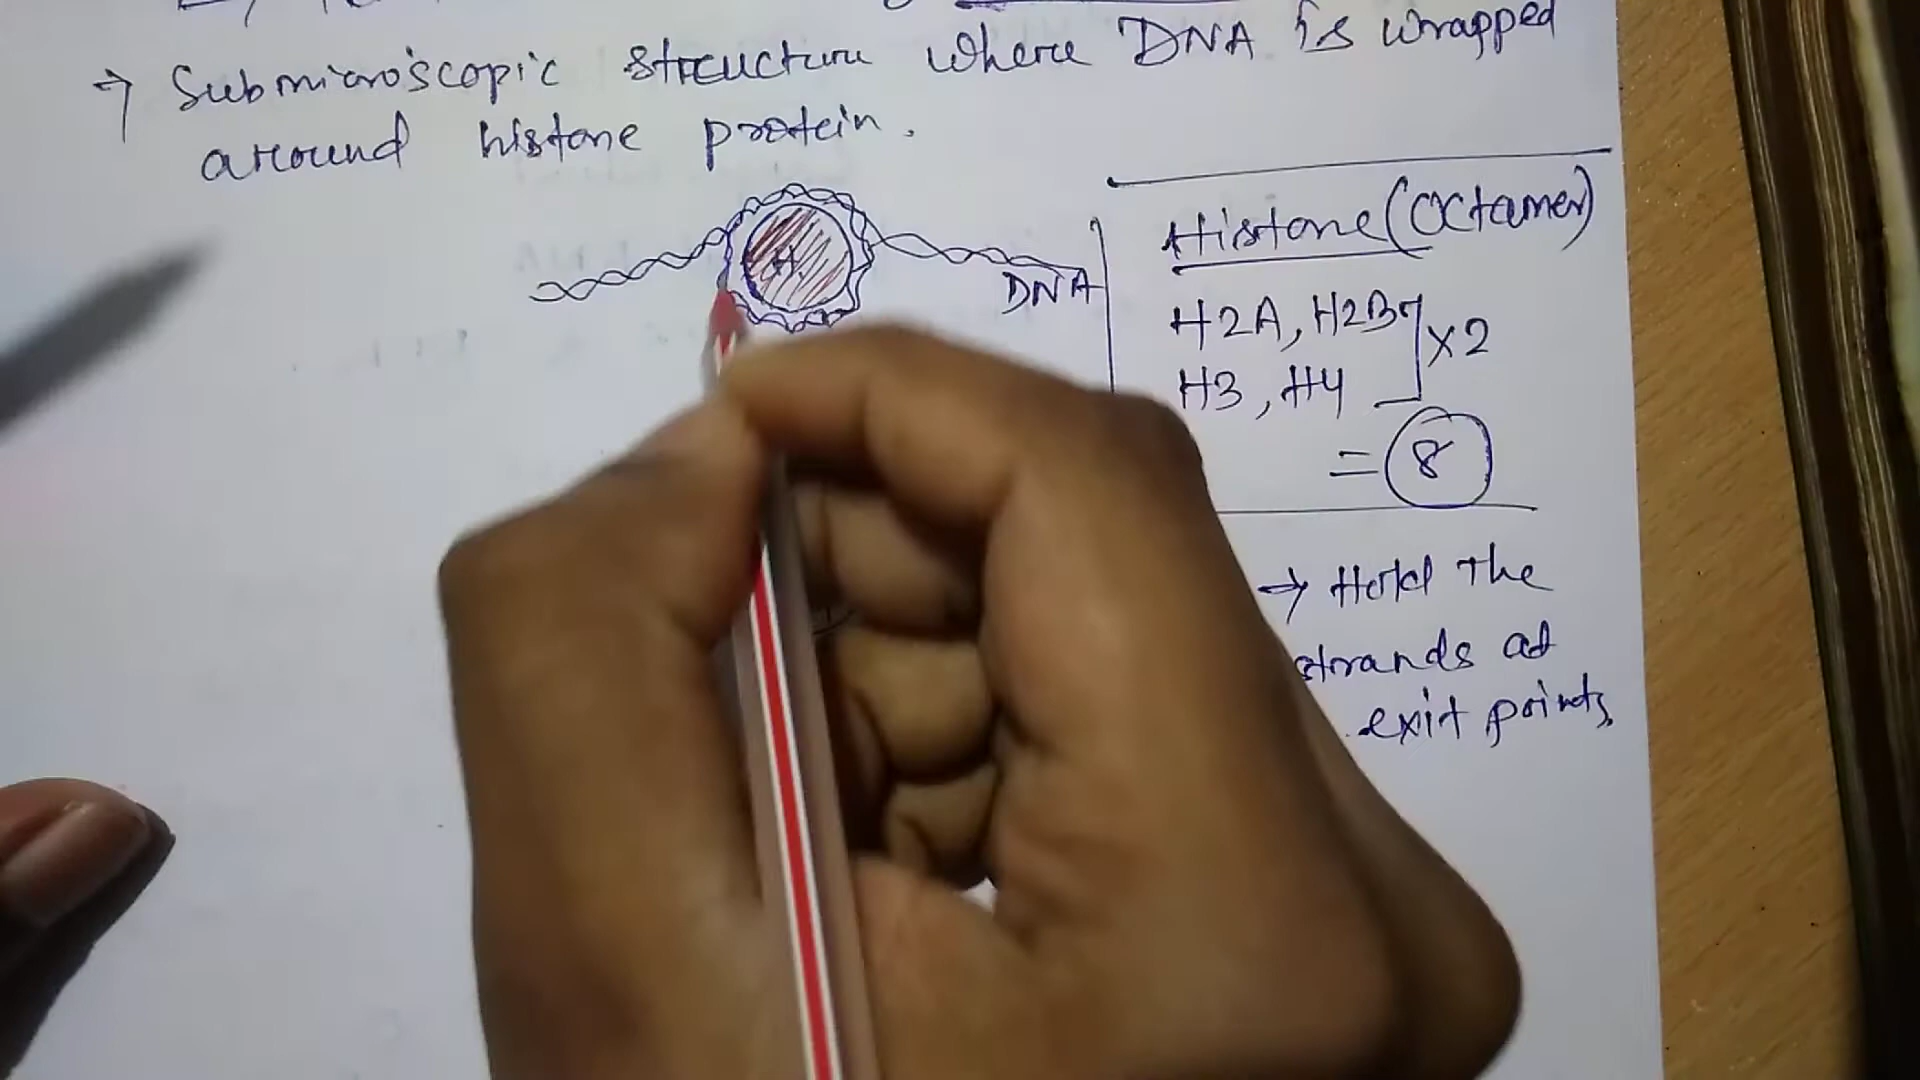 → Submicroscopic structure where DNA is wrapped
around histone protein.
H
DNA
Histone (Octamer)
H2A, H2B
H3, H4
x2
= 8
→ Hold the
strands at
exit points